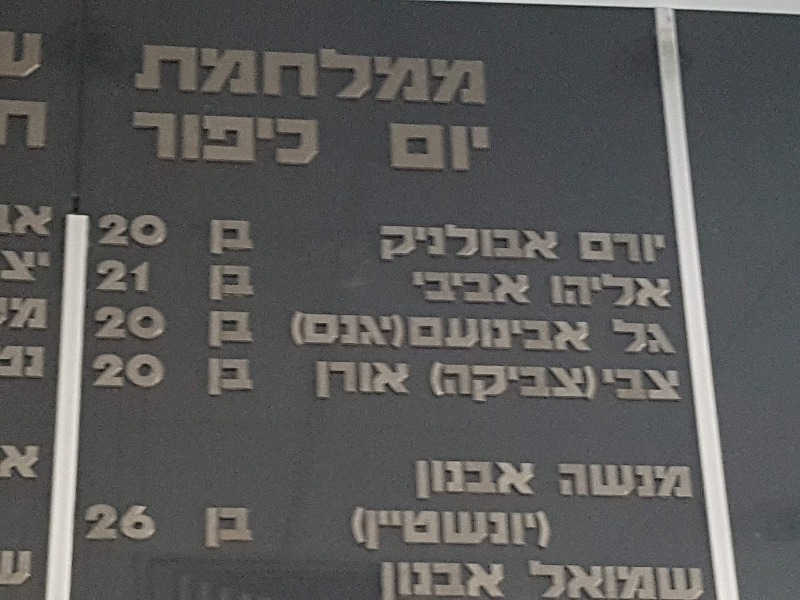 ממלחמת
יום כיפור
יורם אבולניק בן 20
אליהו אביבי בן 21
גל אבינועם (אגנס) בן 20
צבי (צביקה) אורן בן 20
מנשה אבנון
(יונשטיין) בן 26
שמואל אבנון